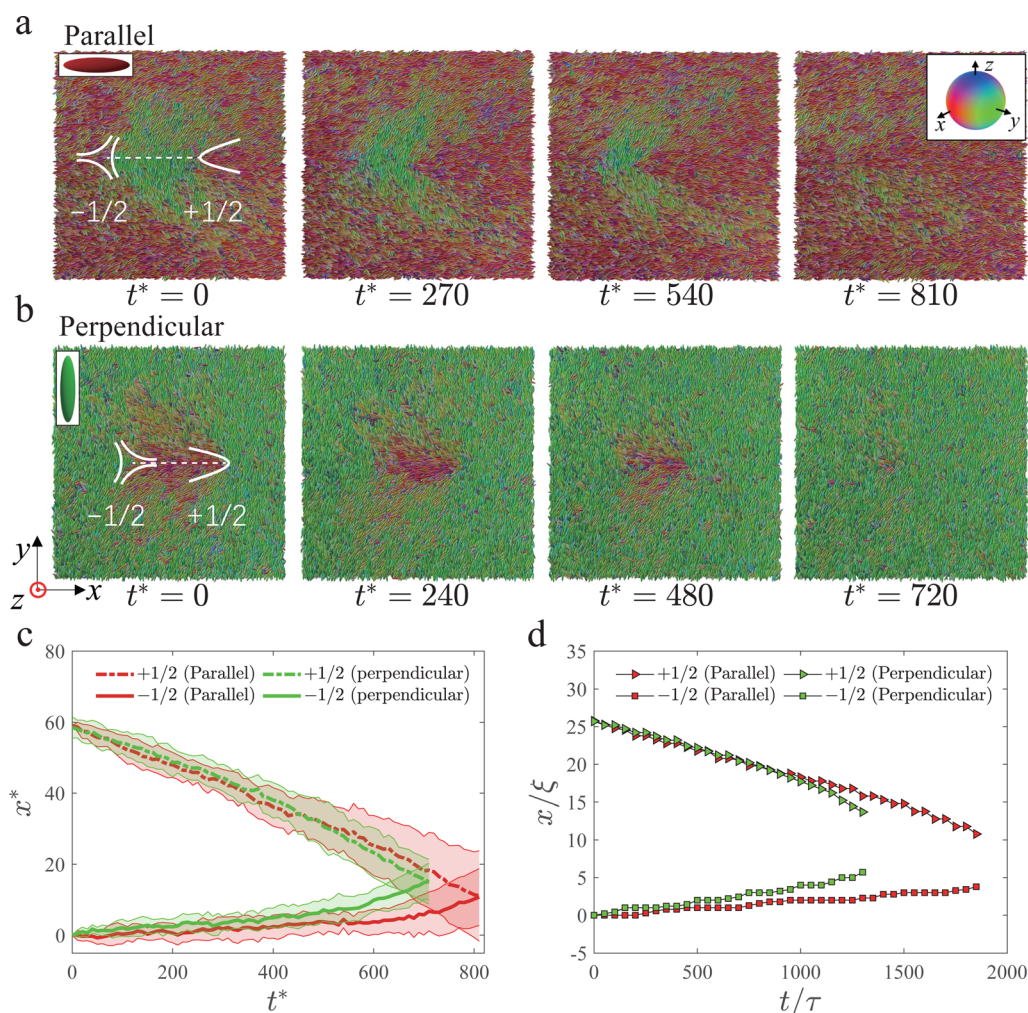 a
Parallel
z
x
y
−1/2
+1/2
t* = 0
t* = 270
t* = 540
t* = 810
b
Perpendicular
−1/2
+1/2
y
z
x
t* = 0
t* = 240
t* = 480
t* = 720
c
80
60
40
20
0
x*
0
200
400
600
800
t*
+1/2 (Parallel)
+1/2 (perpendicular)
−1/2 (Parallel)
−1/2 (perpendicular)
d
35
30
25
20
15
10
5
0
-5
x/ξ
0
500
1000
1500
2000
t/τ
+1/2 (Parallel)
+1/2 (Perpendicular)
−1/2 (Parallel)
−1/2 (Perpendicular)